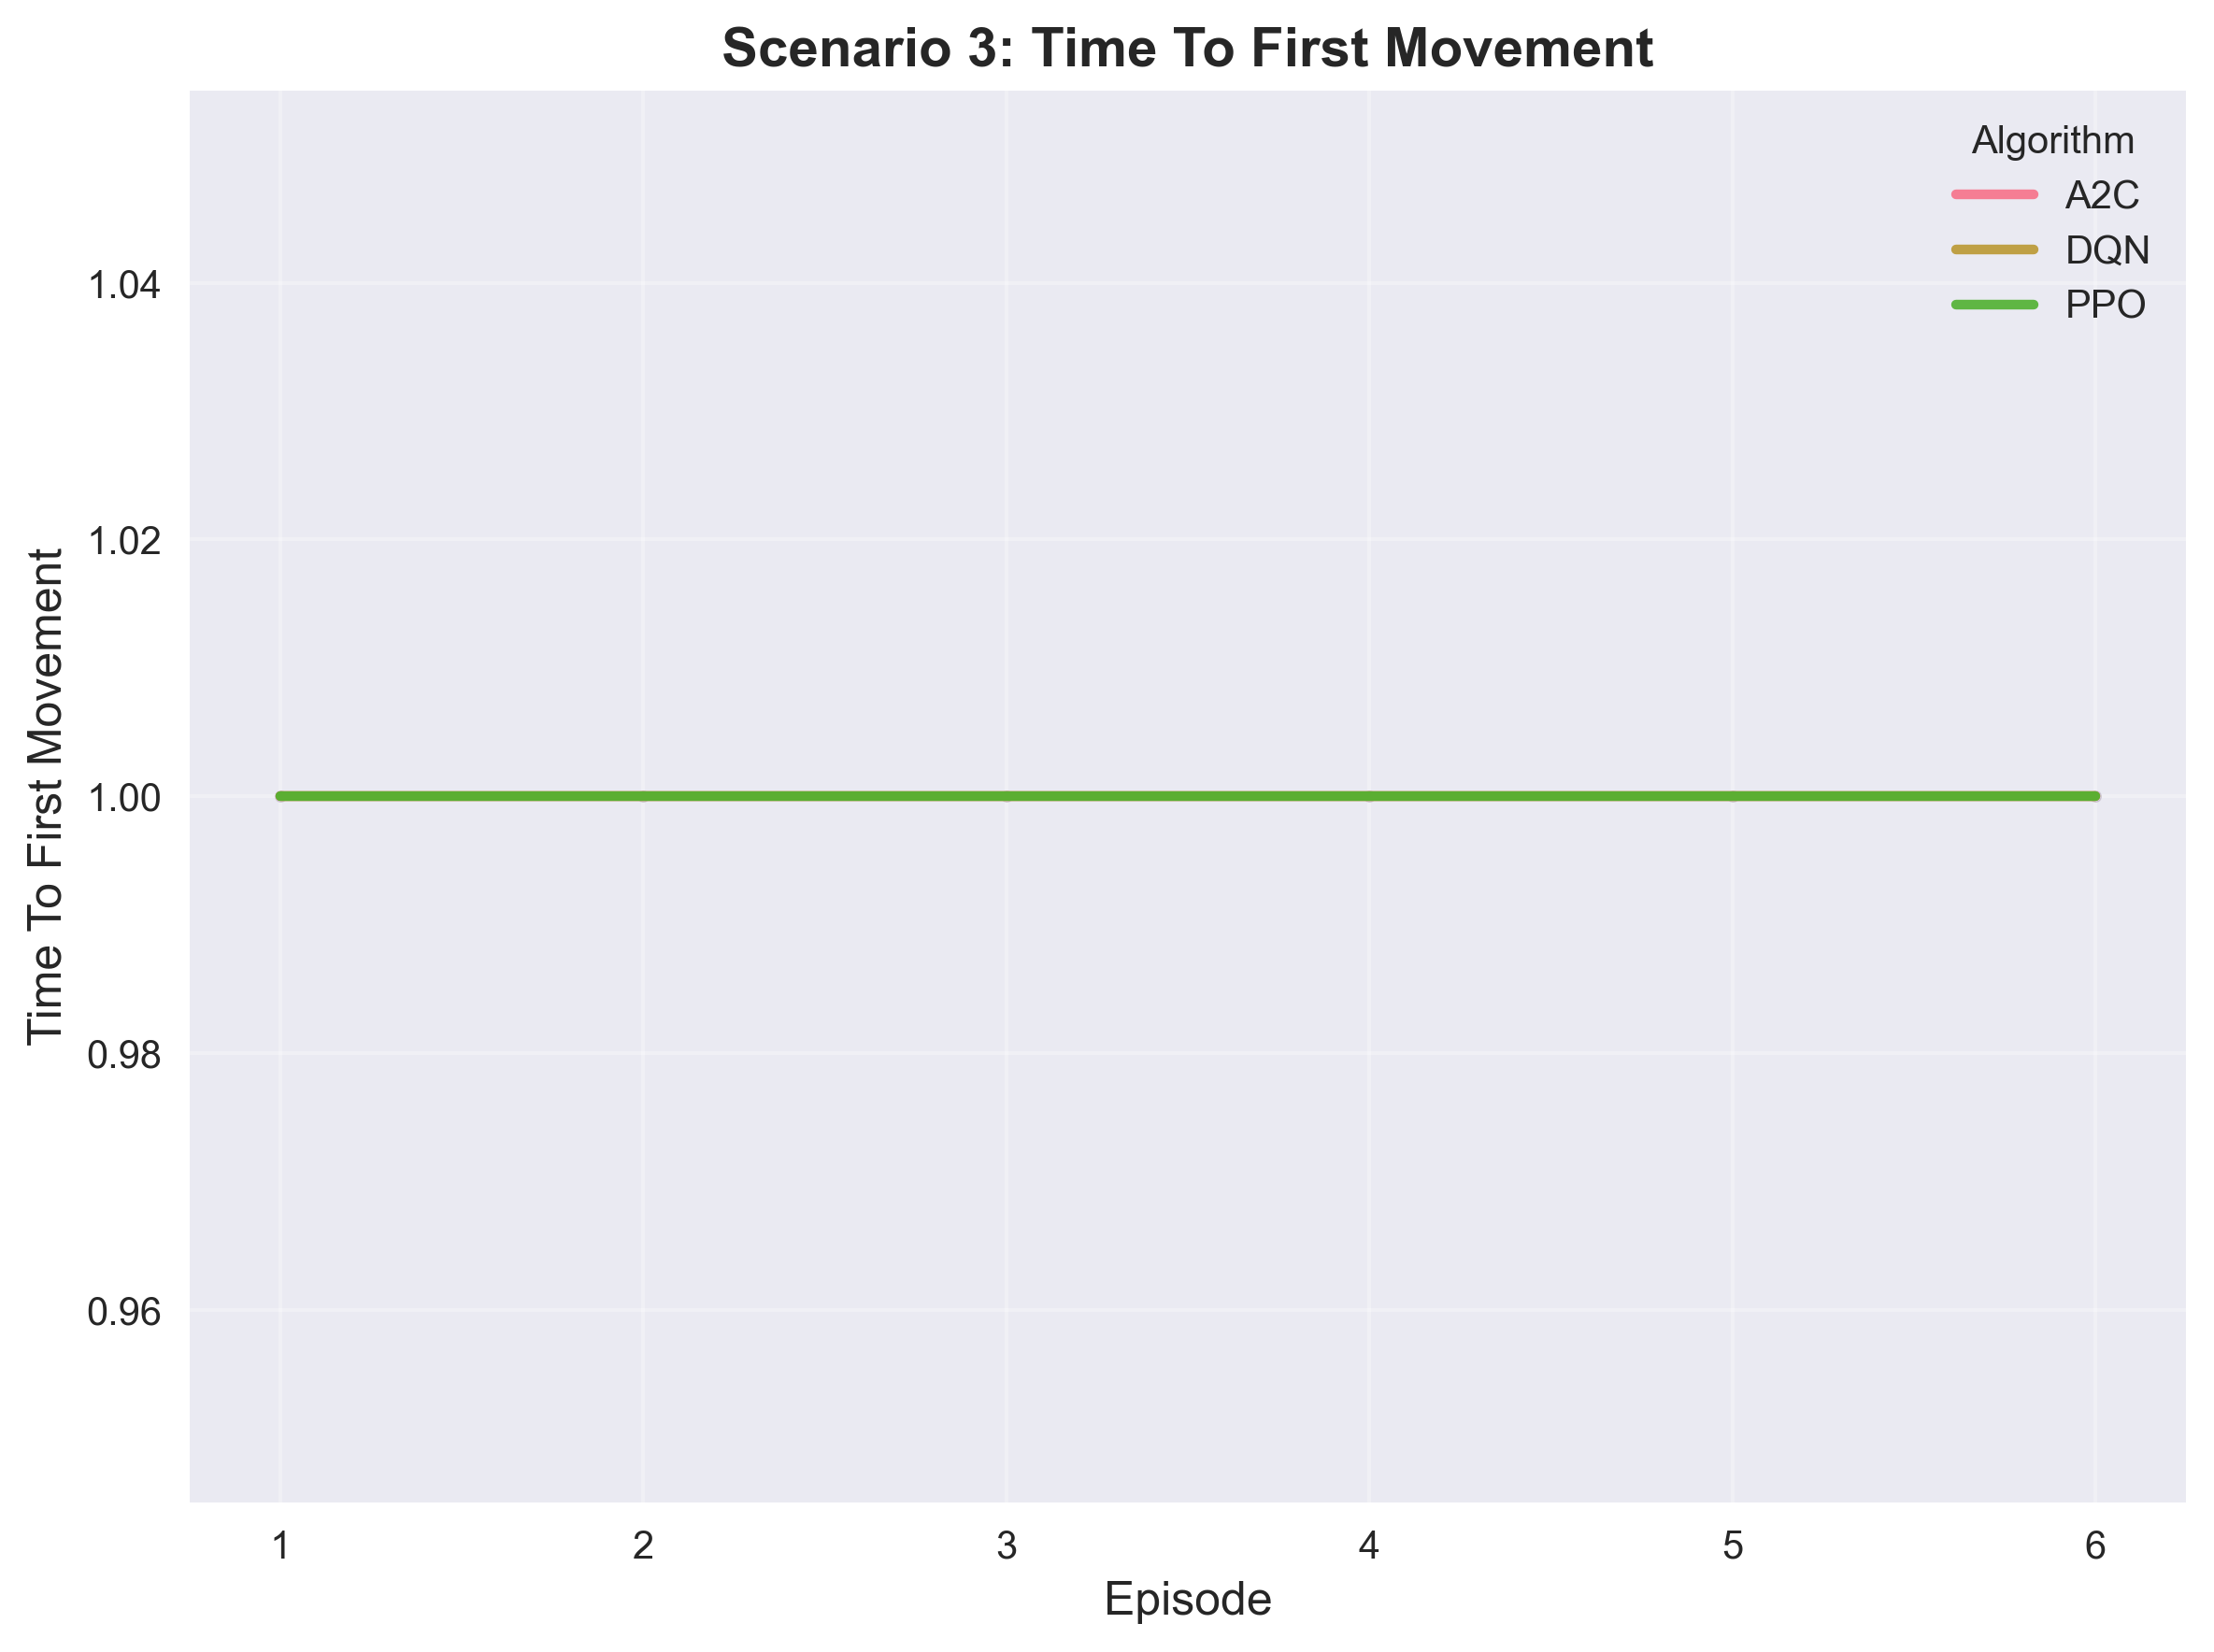 Scenario 3: Time To First Movement
Algorithm
A2C
DQN
PPO
Time To First Movement
1.04
1.02
1.00
0.98
0.96
1 2 3 4 5 6
Episode